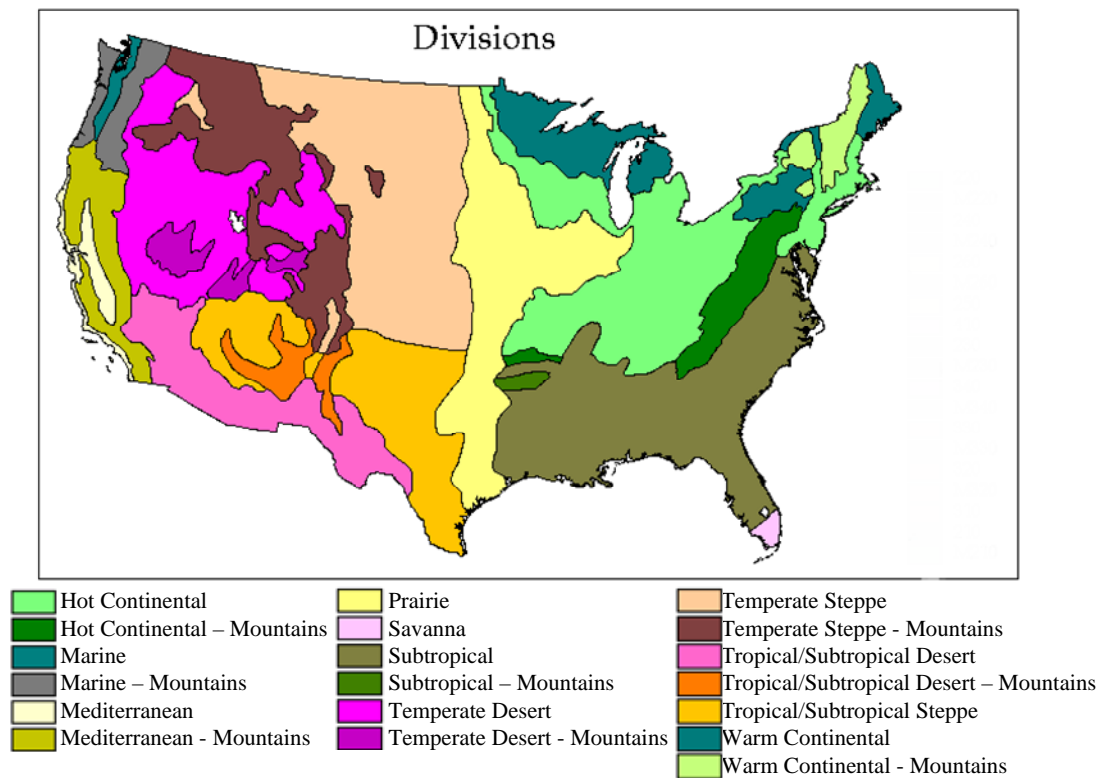 Divisions
Hot Continental
Hot Continental – Mountains
Marine
Marine – Mountains
Mediterranean
Mediterranean - Mountains
Prairie
Savanna
Subtropical
Subtropical – Mountains
Temperate Desert
Temperate Desert - Mountains
Temperate Steppe
Temperate Steppe - Mountains
Tropical/Subtropical Desert
Tropical/Subtropical Desert – Mountains
Tropical/Subtropical Steppe
Warm Continental
Warm Continental - Mountains